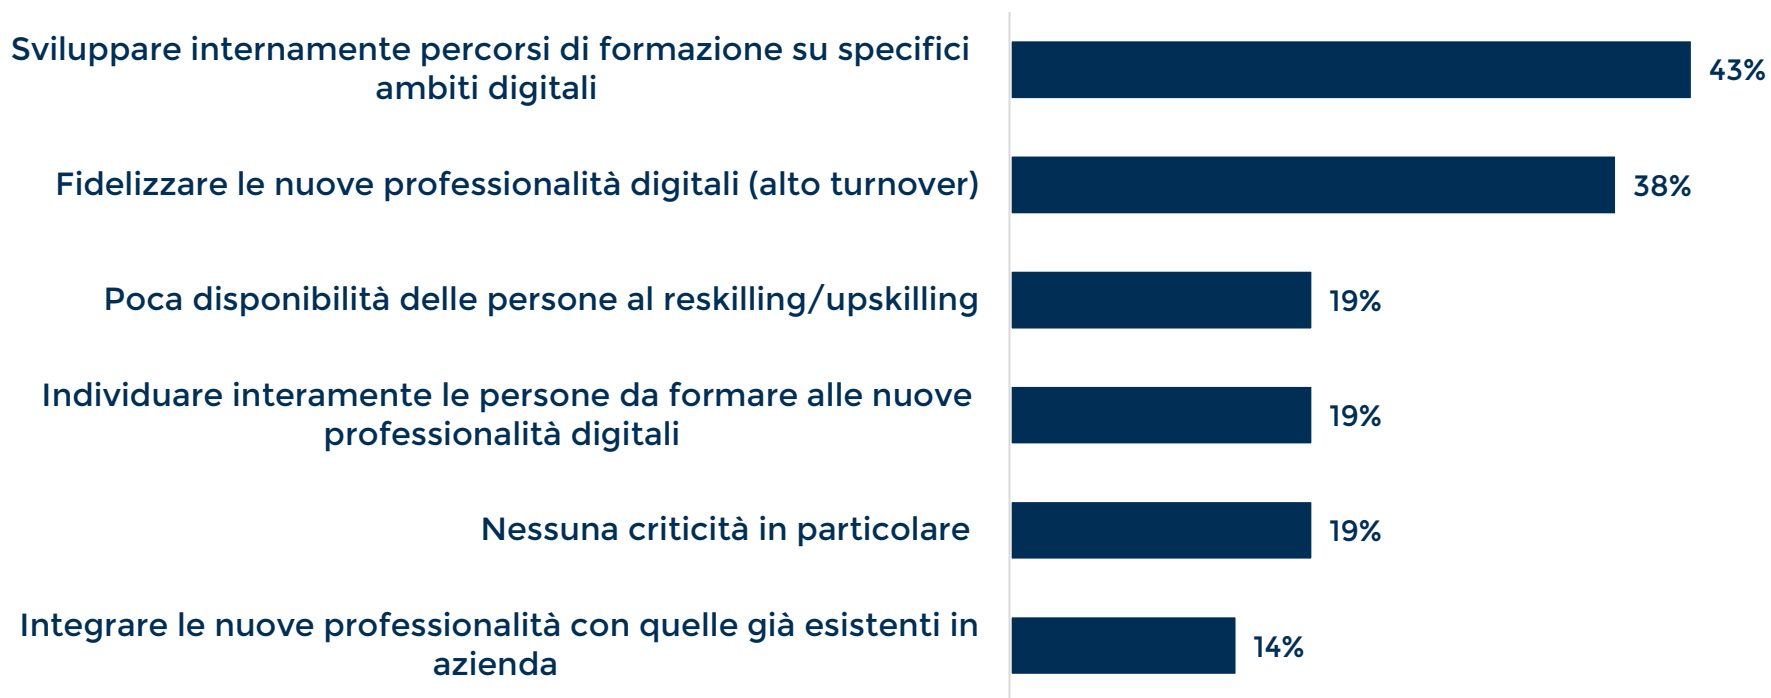 Sviluppare internamente percorsi di formazione su specifici
ambiti digitali
43%
Fidelizzare le nuove professionalità digitali (alto turnover)
38%
Poca disponibilità delle persone al reskilling/upskilling
19%
Individuare interamente le persone da formare alle nuove
professionalità digitali
19%
Nessuna criticità in particolare
19%
Integrare le nuove professionalità con quelle già esistenti in
azienda
14%